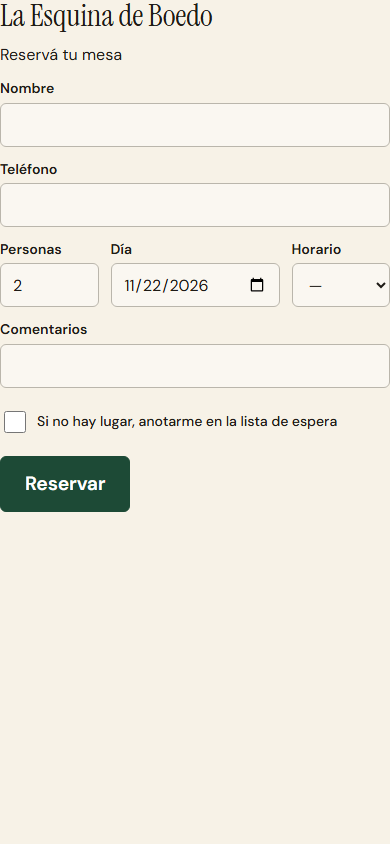 La Esquina de Boedo
Reservá tu mesa
Nombre
Teléfono
Personas Día Horario
2 11/22/2026 —
Comentarios
Si no hay lugar, anotarme en la lista de espera
Reservar